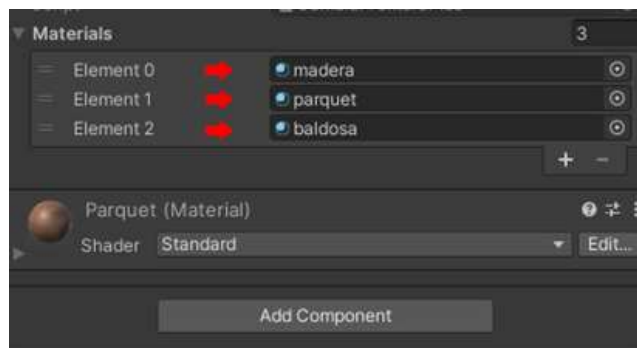 Materials 3
Element 0 madera
Element 1 parquet
Element 2 baldosa
+ -
Parquet (Material)
Shader Standard Edit...
Add Component